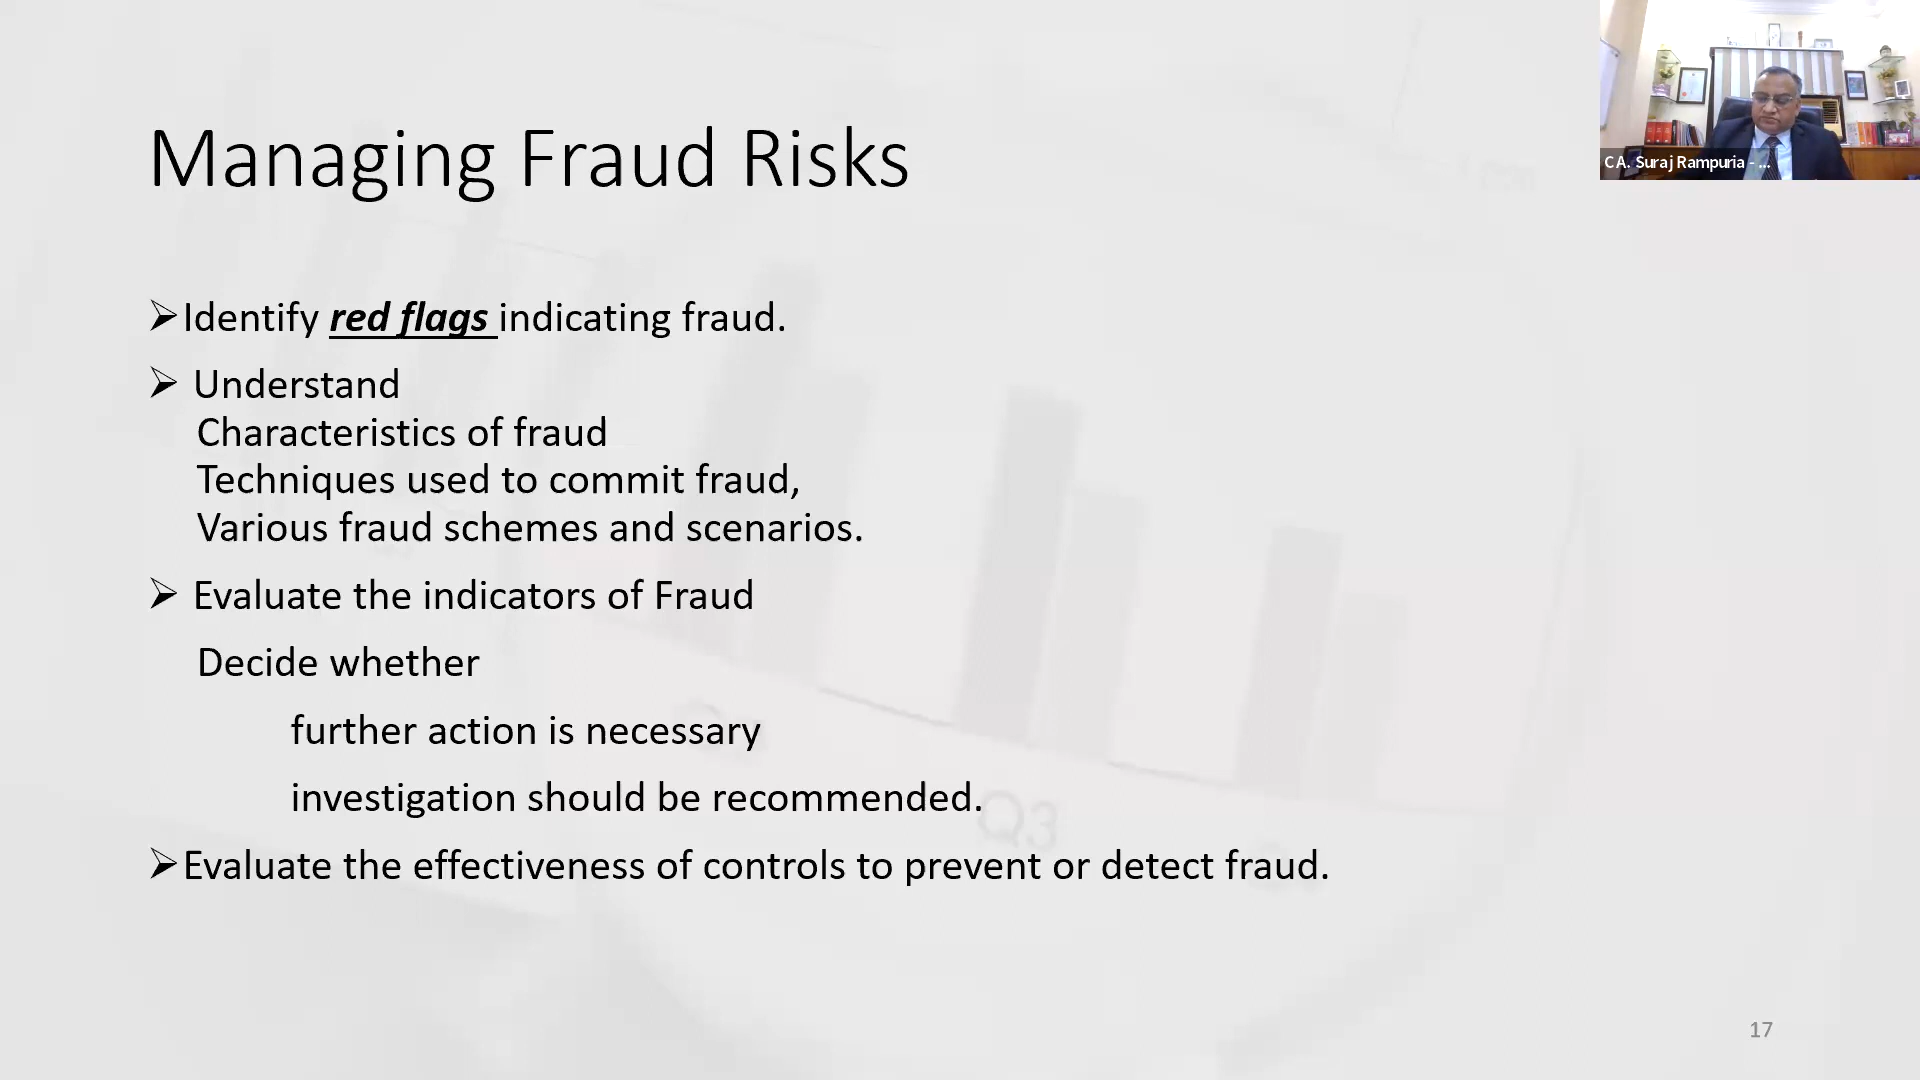 CA. Suraj Rampuria - ...
Managing Fraud Risks
➢Identify red flags indicating fraud.
➢ Understand
Characteristics of fraud
Techniques used to commit fraud,
Various fraud schemes and scenarios.
➢ Evaluate the indicators of Fraud
Decide whether
further action is necessary
investigation should be recommended.
Q3
➢Evaluate the effectiveness of controls to prevent or detect fraud.
17